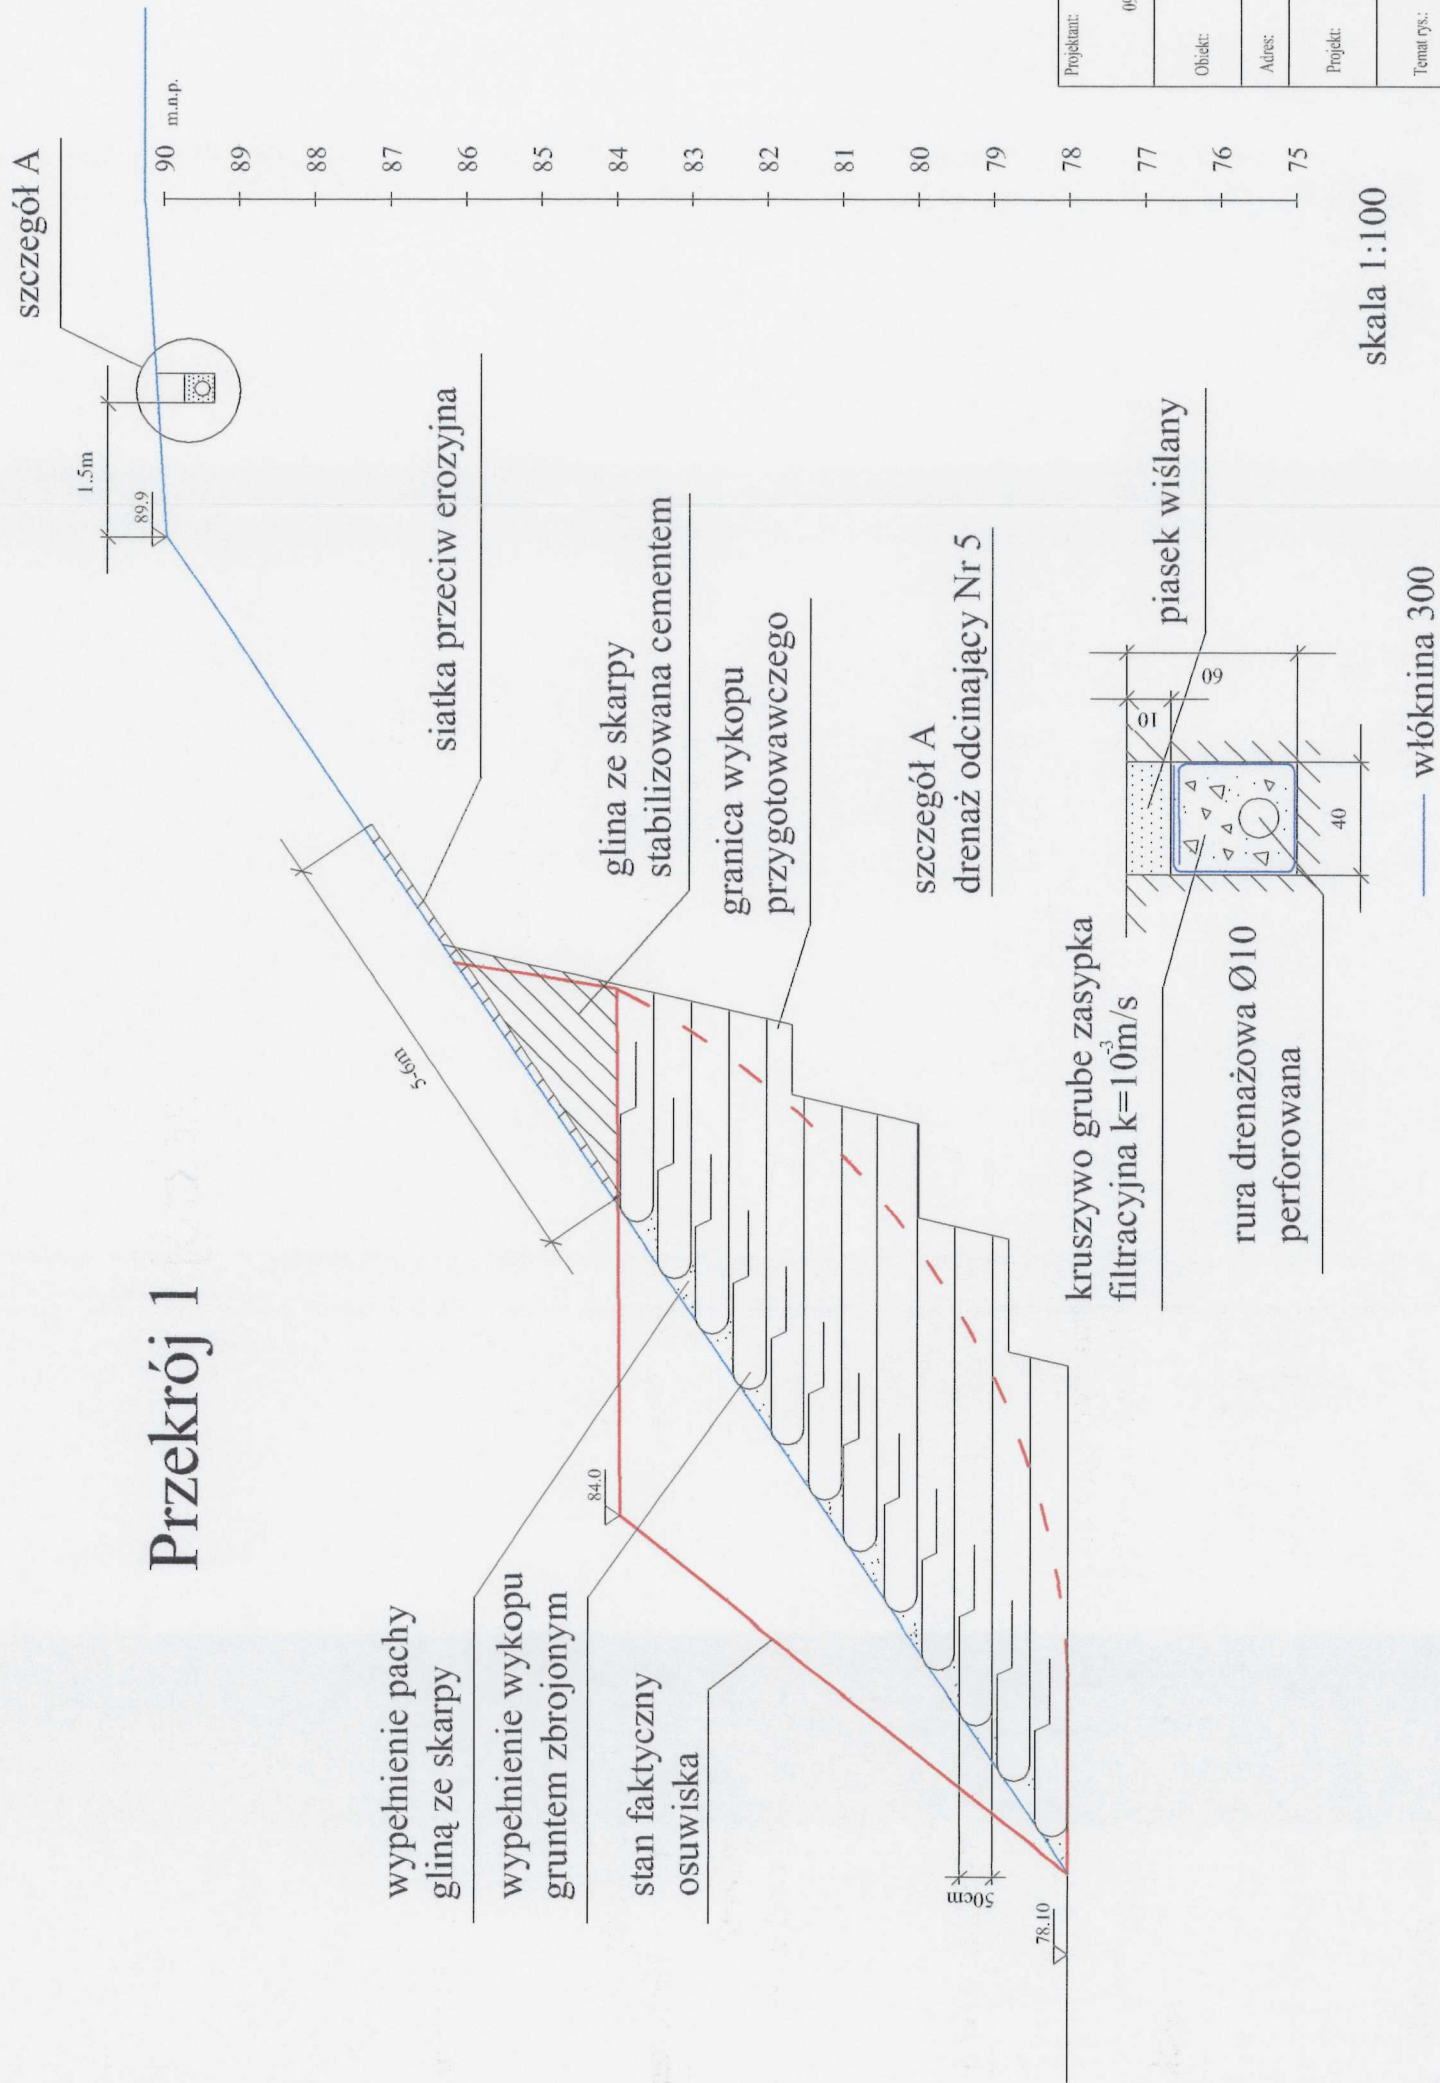 Przekrój 1
szczegół A
m.n.p.
1.5m
89.9
90
89
88
87
86
85
84
83
82
81
80
79
78
77
76
75
siatka przeciw erozyjna
5-6m
glina ze skarpy
stabilizowana cementem
granica wykopu
przygotowawczego
84.0
wypełnienie pachy
gliną ze skarpy
wypełnienie wykopu
gruntem zbrojonym
stan faktyczny
osuwiska
50cm
78.10
szczegół A
drenaż odcinający Nr 5
piasek wiślany
10
60
40
kruszywo grube zasypka
filtracyjna k=10⁻³m/s
rura drenażowa Ø10
perforowana
włóknina 300
skala 1:100
Projektant:
09
Obiekt:
Adres:
Projekt:
Temat rys.: